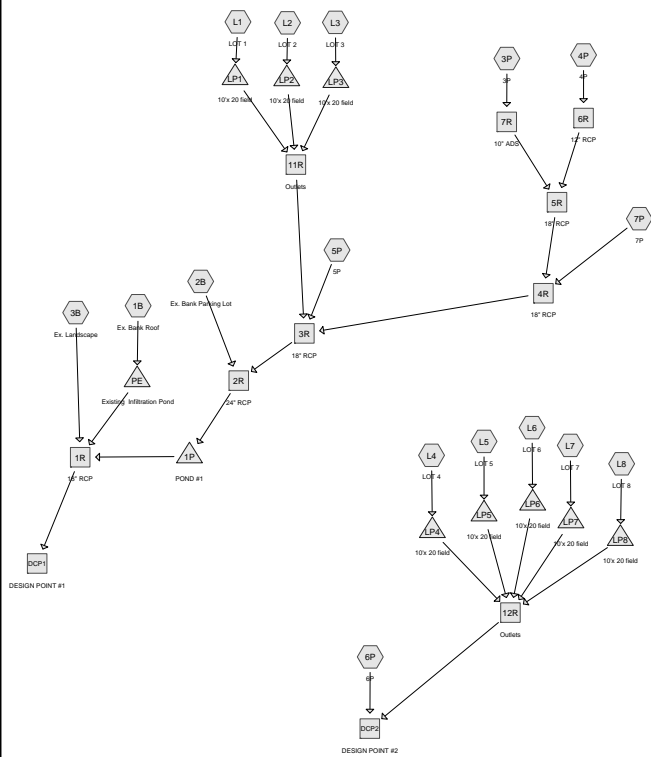 L1
L2
L3
LOT 1
LOT 2
LOT 3
LP1
LP2
LP3
10'x 20 field
10'x 20 field
10'x 20 field
11R
Outlets
3P
3P
4P
4P
7R
10" ADS
6R
12" RCP
5R
18" RCP
7P
7P
4R
18" RCP
5P
5P
3R
18" RCP
2B
Ex. Bank Parking Lot
2R
24" RCP
3B
Ex. Landscape
1B
Ex. Bank Roof
PE
Existing Infiltration Pond
1R
18" RCP
1P
POND #1
DCP1
DESIGN POINT #1
L4
LOT 4
L5
LOT 5
L6
LOT 6
L7
LOT 7
L8
LOT 8
LP4
10'x 20 field
LP5
10'x 20 field
LP6
10'x 20 field
LP7
10'x 20 field
LP8
10'x 20 field
12R
Outlets
6P
6P
DCP2
DESIGN POINT #2